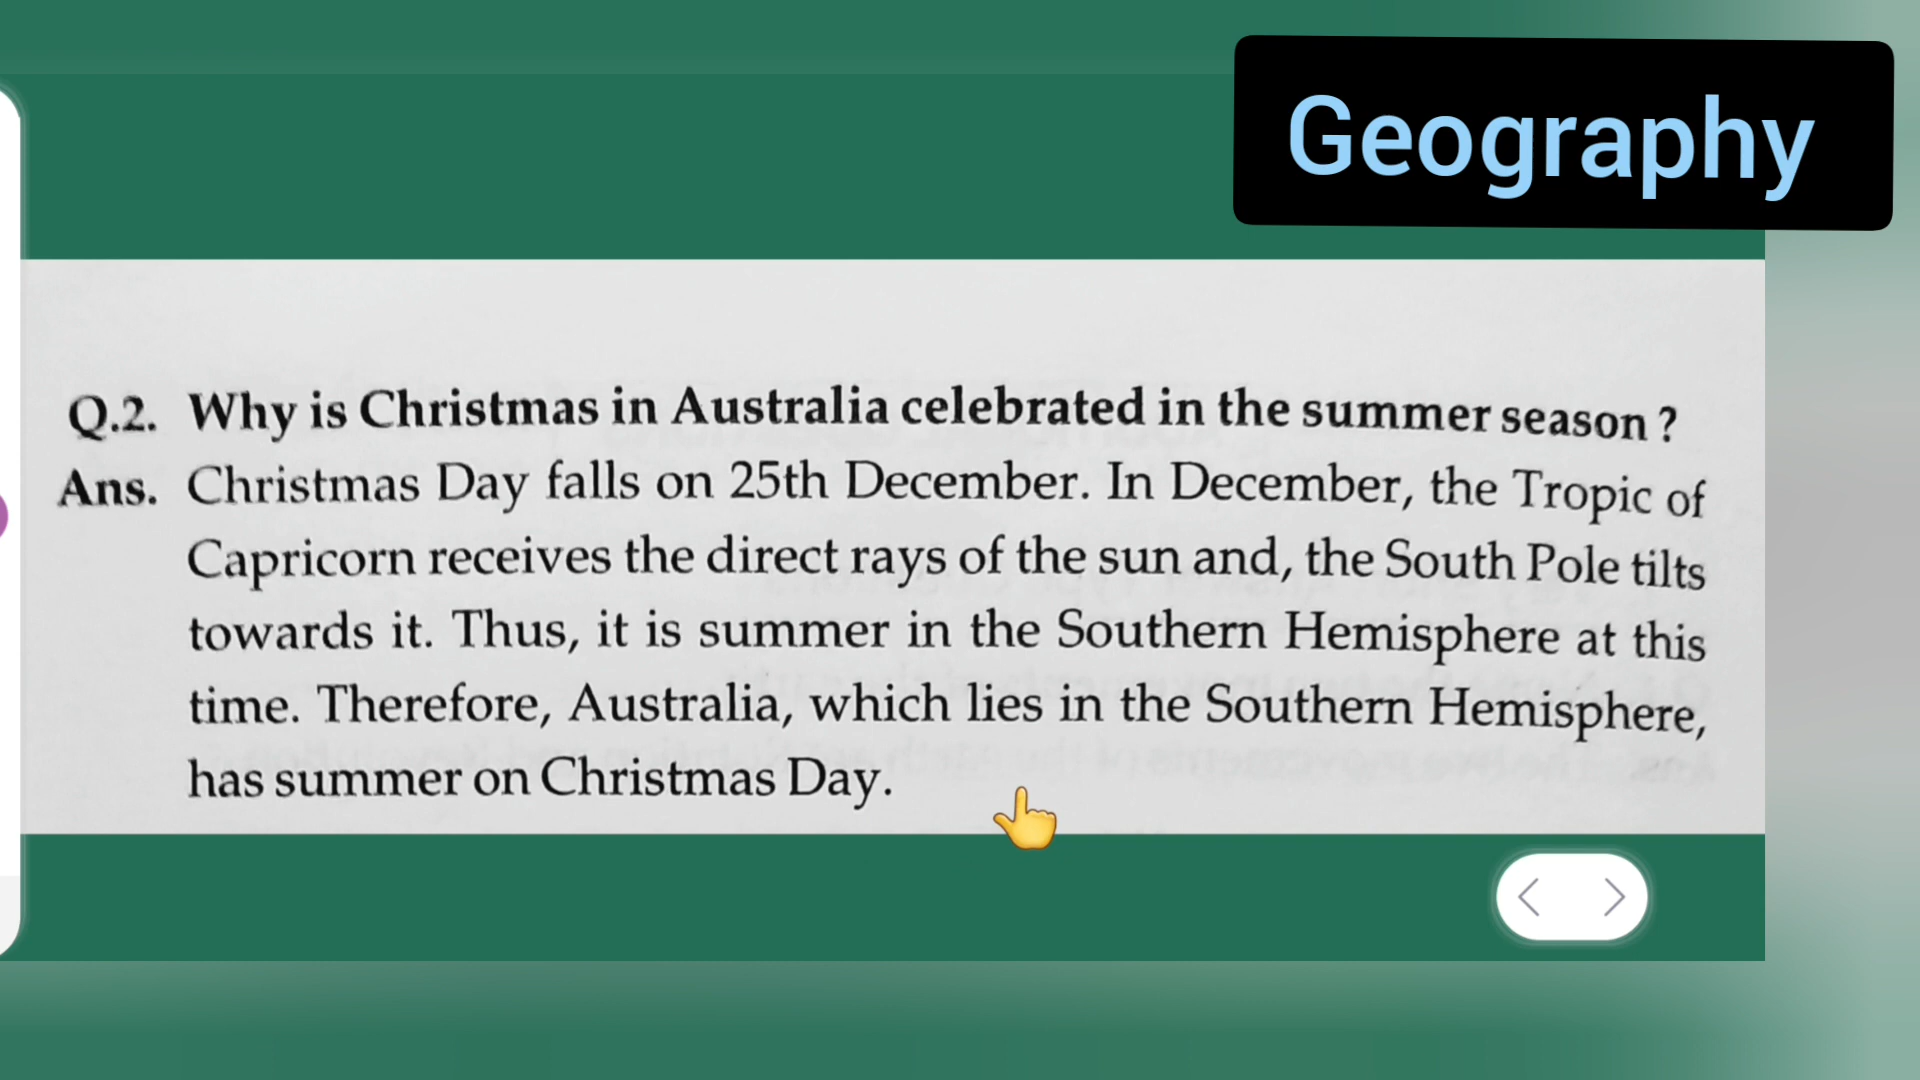 Geography
Q.2. Why is Christmas in Australia celebrated in the summer season ?
Ans. Christmas Day falls on 25th December. In December, the Tropic of
Capricorn receives the direct rays of the sun and, the South Pole tilts
towards it. Thus, it is summer in the Southern Hemisphere at this
time. Therefore, Australia, which lies in the Southern Hemisphere,
has summer on Christmas Day.